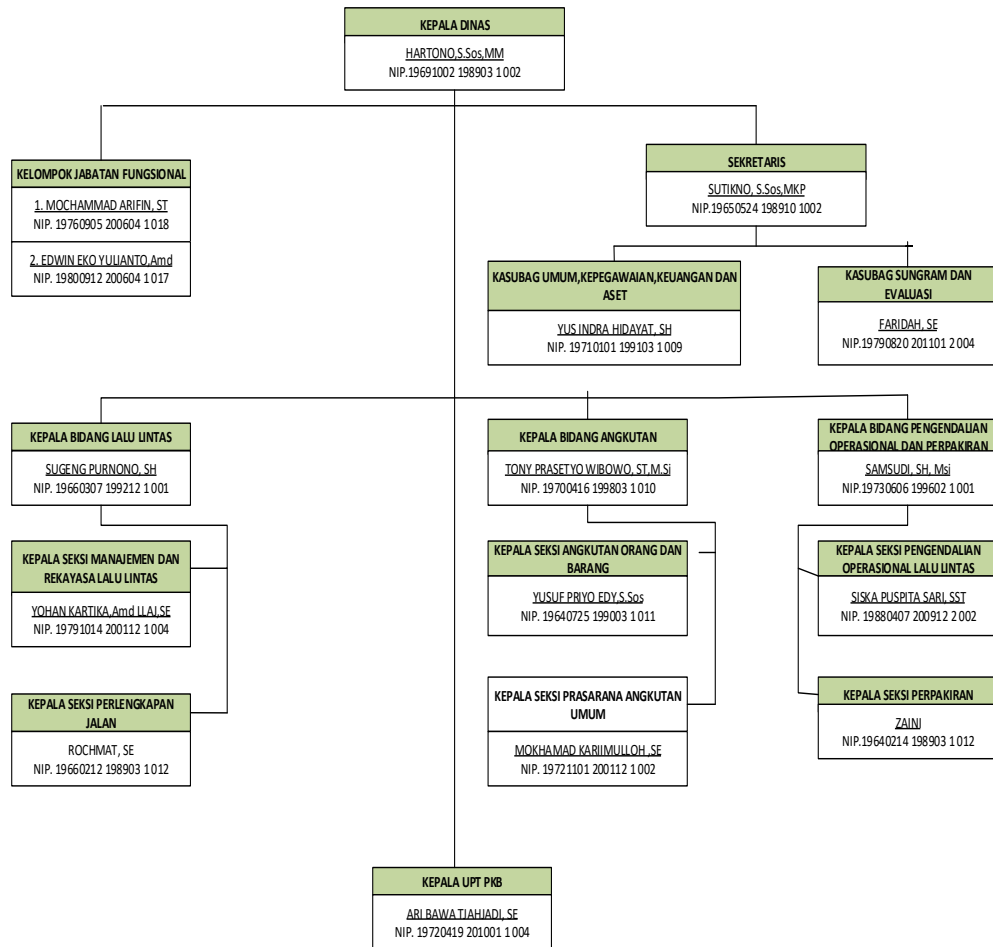 KEPALA DINAS
HARTONO,S.Sos,MM
NIP.19691002 198903 1 002
KELOMPOK JABATAN FUNGSIONAL
1. MOCHAMMAD ARIFIN, ST
NIP. 19760905 200604 1 018
2. EDWIN EKO YULIANTO,Amd
NIP. 19800912 200604 1 017
SEKRETARIS
SUTIKNO, S.Sos,MKP
NIP.19650524 198910 1002
KASUBAG UMUM,KEPEGAWAIAN,KEUANGAN DAN
ASET
YUS INDRA HIDAYAT, SH
NIP. 19710101 199103 1 009
KASUBAG SUNGRAM DAN
EVALUASI
FARIDAH, SE
NIP.19790820 201101 2 004
KEPALA BIDANG LALU LINTAS
SUGENG PURNONO, SH
NIP. 19660307 199212 1 001
KEPALA SEKSI MANAJEMEN DAN
REKAYASA LALU LINTAS
YOHAN KARTIKA,Amd LLAJ,SE
NIP. 19791014 200112 1 004
KEPALA SEKSI PERLENGKAPAN
JALAN
ROCHMAT, SE
NIP. 19660212 198903 1 012
KEPALA BIDANG ANGKUTAN
TONY PRASETYO WIBOWO, ST,M.Si
NIP. 19700416 199803 1 010
KEPALA SEKSI ANGKUTAN ORANG DAN
BARANG
YUSUF PRIYO EDY,S.Sos
NIP. 19640725 199003 1 011
KEPALA SEKSI PRASARANA ANGKUTAN
UMUM
MOKHAMAD KARIIMULLOH ,SE
NIP. 19721101 200112 1 002
KEPALA BIDANG PENGENDALIAN
OPERASIONAL DAN PERPAKIRAN
SAMSUDI, SH, Msi
NIP.19730606 199602 1 001
KEPALA SEKSI PENGENDALIAN
OPERASIONAL LALU LINTAS
SISKA PUSPITA SARI, SST
NIP. 19880407 200912 2 002
KEPALA SEKSI PERPAKIRAN
ZAINI
NIP.19640214 198903 1 012
KEPALA UPT PKB
ARI BAWA TJAHJADI, SE
NIP. 19720419 201001 1 004